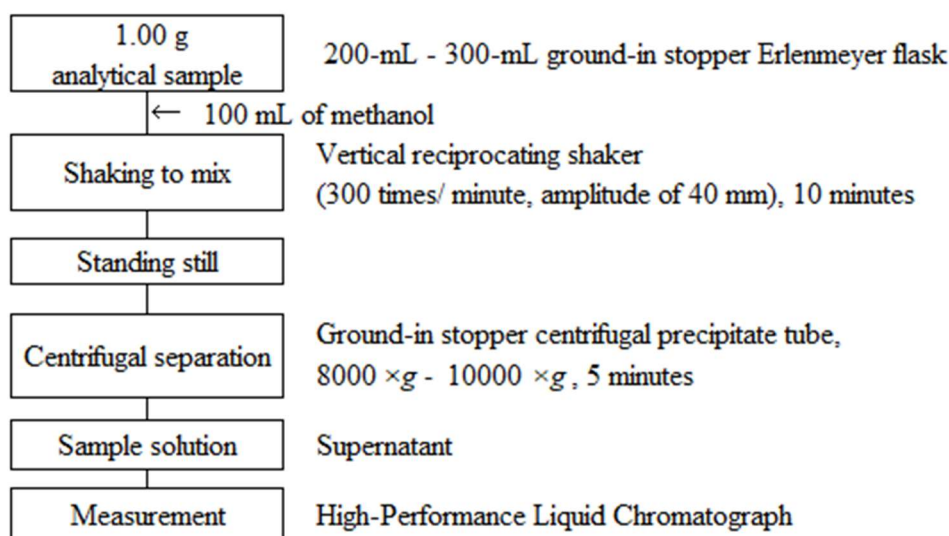 1.00 g
analytical sample
200-mL - 300-mL ground-in stopper Erlenmeyer flask
← 100 mL of methanol
Shaking to mix
Vertical reciprocating shaker
(300 times/ minute, amplitude of 40 mm), 10 minutes
Standing still
Centrifugal separation
Ground-in stopper centrifugal precipitate tube,
8000 ×g - 10000 ×g , 5 minutes
Sample solution
Supernatant
Measurement
High-Performance Liquid Chromatograph